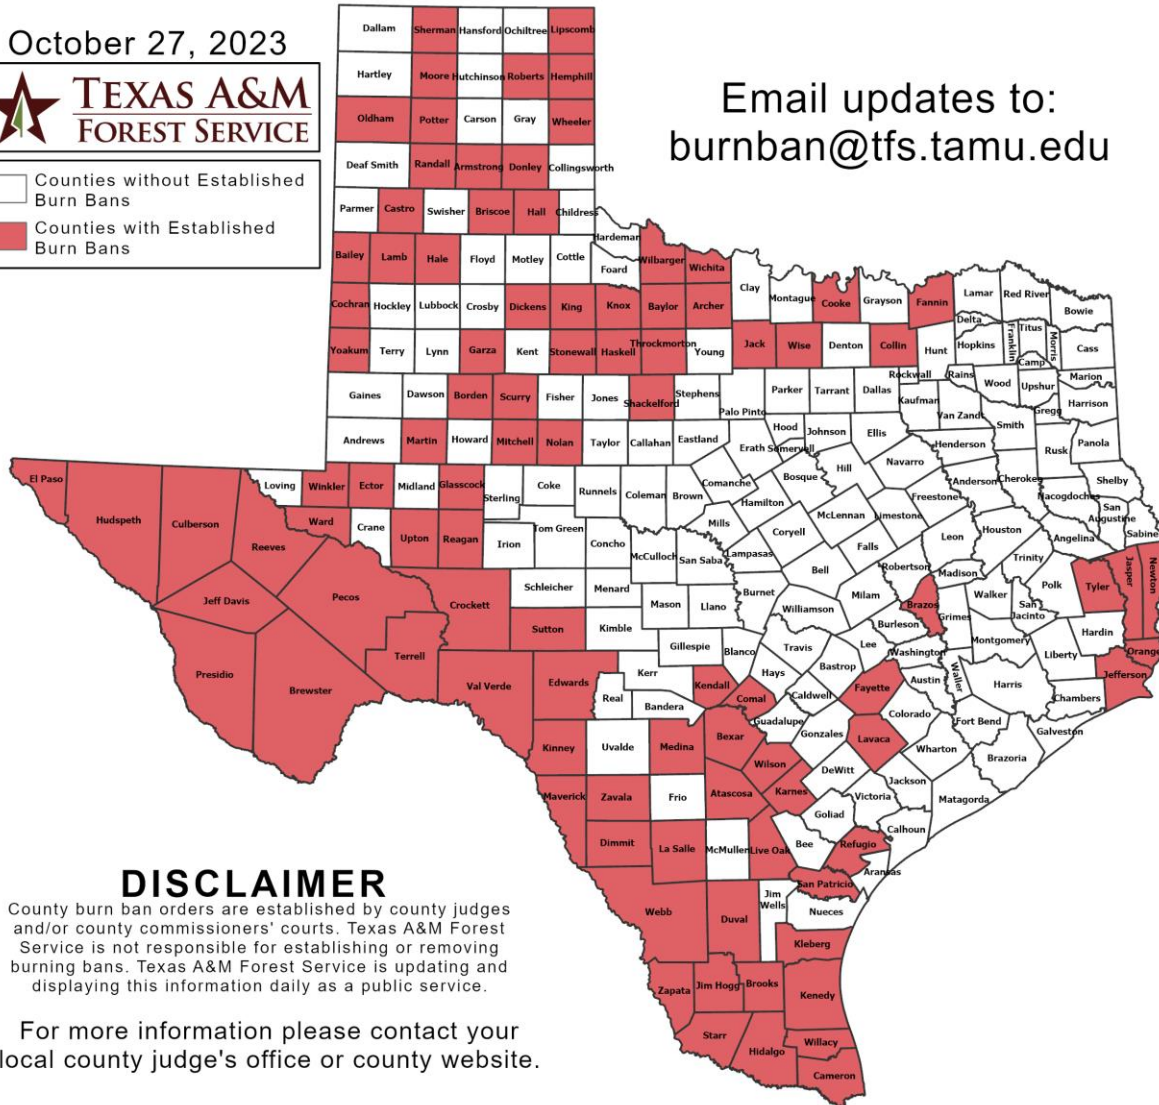 October 27, 2023
TEXAS A&M
FOREST SERVICE
Counties without Established
Burn Bans
Counties with Established
Burn Bans
Email updates to:
burnban@tfs.tamu.edu
Dallam Sherman Hansford Ochiltree Lipscomb
Hartley Moore Hutchinson Roberts Hemphill
Oldham Potter Carson Gray Wheeler
Deaf Smith Randall Armstrong Donley Collingsworth
Parmer Castro Swisher Briscoe Hall Childress
Hardeman
Bailey Lamb Hale Floyd Motley Cottle Foard Wilbarger Wichita
Clay Montague Cooke Grayson Fannin Lamar Red River Bowie
Cochran Hockley Lubbock Crosby Dickens King Knox Baylor Archer
Delta Franklin Titus Morris Cass
Yoakum Terry Lynn Garza Kent Stonewall Haskell Throckmorton Young Jack Wise Denton Collin Hunt Hopkins Camp
Rockwall Rains Wood Upshur Marion
Gaines Dawson Borden Scurry Fisher Jones Shackelford Stephens Palo Pinto Parker Tarrant Dallas Kaufman Van Zandt Gregg Harrison
Andrews Martin Howard Mitchell Nolan Taylor Callahan Eastland Erath Hood Somervell Johnson Ellis Henderson Smith Rusk Panola
El Paso Hudspeth Culberson Loving Winkler Ector Midland Glasscock Sterling Coke Runnels Coleman Brown Comanche Hamilton Bosque Hill Navarro Anderson Cherokee Nacogdoches Shelby
Reeves Ward Crane Upton Reagan Irion Tom Green Concho McCulloch San Saba Mills Lampasas Coryell McLennan Limestone Freestone Leon Houston Angelina San Augustine Sabine
Jeff Davis Pecos Crockett Schleicher Menard Mason Llano Burnet Bell Falls Robertson Madison Trinity Polk Tyler Jasper Newton
Presidio Brewster Terrell Sutton Kimble Gillespie Blanco Williamson Milam Brazos Burleson Grimes Walker San Jacinto Hardin Orange
Val Verde Edwards Kerr Real Bandera Kendall Comal Hays Travis Bastrop Lee Washington Waller Montgomery Liberty Jefferson
Kinney Uvalde Medina Bexar Guadalupe Caldwell Fayette Austin Harris Chambers
Gonzales Lavaca Colorado Fort Bend Galveston
Maverick Zavala Frio Atascosa Wilson Karnes DeWitt Jackson Wharton Brazoria
Victoria Matagorda
Dimmit La Salle McMullen Live Oak Bee Goliad Refugio Calhoun
Aransas
San Patricio
Webb Duval Jim
Wells Nueces
Kleberg
Zapata Jim Hogg Brooks Kenedy
Starr Hidalgo Willacy
Cameron
DISCLAIMER
County burn ban orders are established by county judges
and/or county commissioners' courts. Texas A&M Forest
Service is not responsible for establishing or removing
burning bans. Texas A&M Forest Service is updating and
displaying this information daily as a public service.
For more information please contact your
local county judge's office or county website.